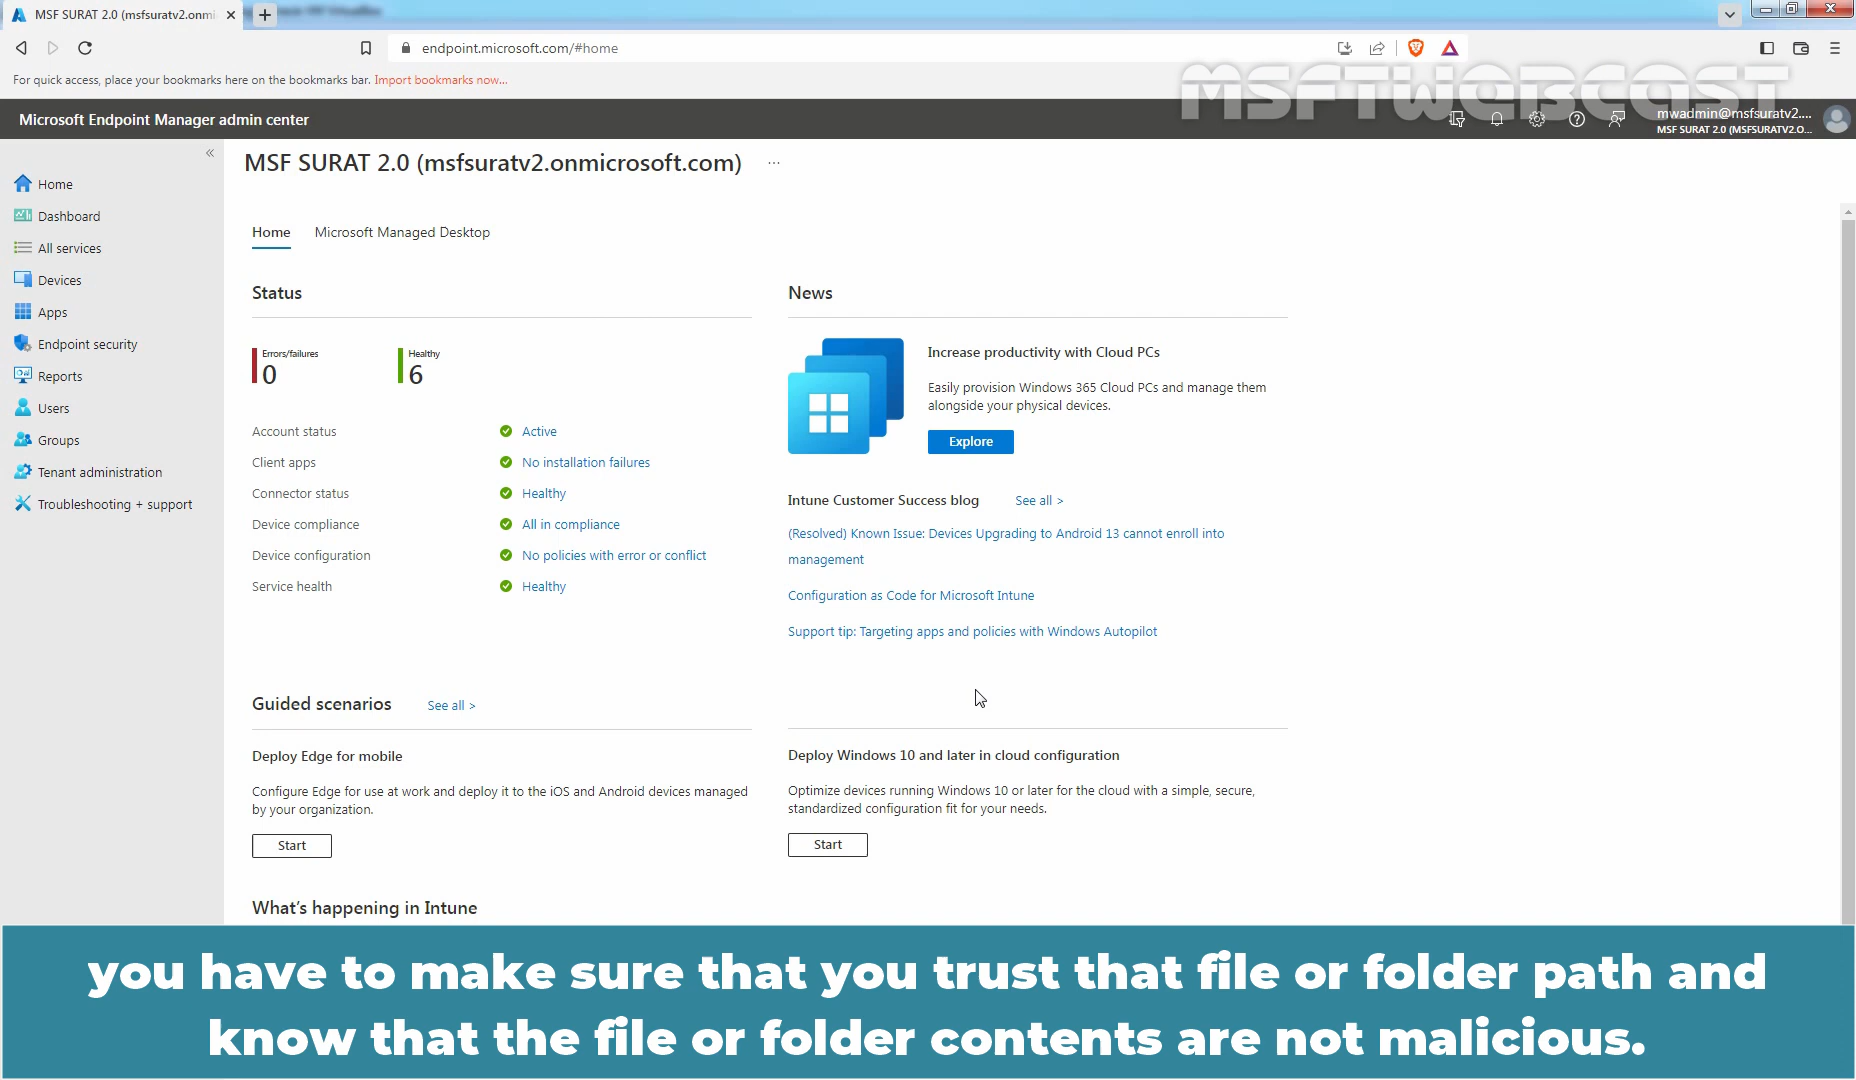 MSF SURAT 2.0 (msfsuratv2.onmi
endpoint.microsoft.com/#home
For quick access, place your bookmarks here on the bookmarks bar. Import bookmarks now...
MSFTWEBCAST
Microsoft Endpoint Manager admin center
mwadmin@msfsuratv2....
MSF SURAT 2.0 (MSFSURATV2.O...
MSF SURAT 2.0 (msfsuratv2.onmicrosoft.com) ...
Home
Dashboard
All services
Devices
Apps
Endpoint security
Reports
Users
Groups
Tenant administration
Troubleshooting + support
Home Microsoft Managed Desktop
Status
Errors/failures
0
Healthy
6
Account status Active
Client apps No installation failures
Connector status Healthy
Device compliance All in compliance
Device configuration No policies with error or conflict
Service health Healthy
News
Increase productivity with Cloud PCs
Easily provision Windows 365 Cloud PCs and manage them
alongside your physical devices.
Explore
Intune Customer Success blog See all >
(Resolved) Known Issue: Devices Upgrading to Android 13 cannot enroll into
management
Configuration as Code for Microsoft Intune
Support tip: Targeting apps and policies with Windows Autopilot
Guided scenarios See all >
Deploy Edge for mobile
Configure Edge for use at work and deploy it to the iOS and Android devices managed
by your organization.
Start
Deploy Windows 10 and later in cloud configuration
Optimize devices running Windows 10 or later for the cloud with a simple, secure,
standardized configuration fit for your needs.
Start
What's happening in Intune
you have to make sure that you trust that file or folder path and
know that the file or folder contents are not malicious.